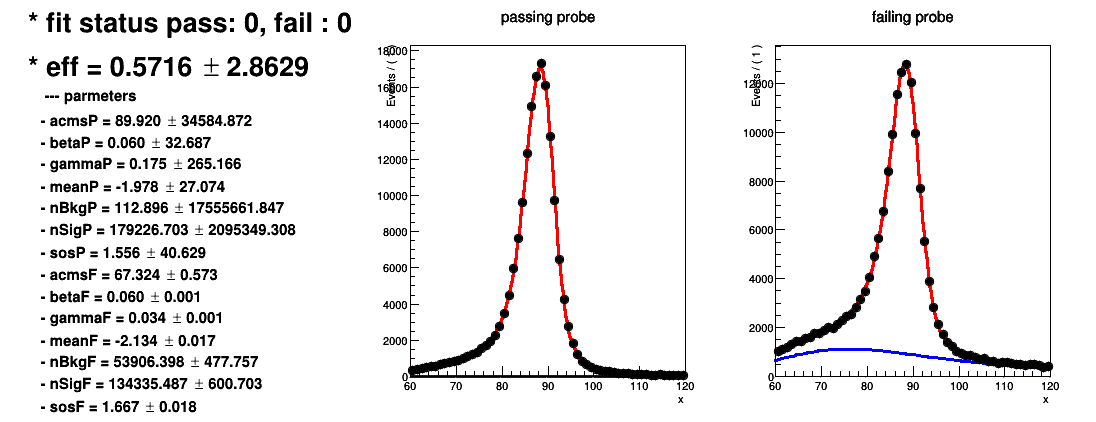 * fit status pass: 0, fail : 0
* eff = 0.5716 ± 2.8629
--- parmeters
- acmsP = 89.920 ± 34584.872
- betaP = 0.060 ± 32.687
- gammaP = 0.175 ± 265.166
- meanP = -1.978 ± 27.074
- nBkgP = 112.896 ± 17555661.847
- nSigP = 179226.703 ± 2095349.308
- sosP = 1.556 ± 40.629
- acmsF = 67.324 ± 0.573
- betaF = 0.060 ± 0.001
- gammaF = 0.034 ± 0.001
- meanF = -2.134 ± 0.017
- nBkgF = 53906.398 ± 477.757
- nSigF = 134335.487 ± 600.703
- sosF = 1.667 ± 0.018
passing probe
Events / ( 1 )
18000
16000
14000
12000
10000
8000
6000
4000
2000
0
60 70 80 90 100 110 120
x
failing probe
Events / ( 1 )
12000
10000
8000
6000
4000
2000
0
60 70 80 90 100 110 120
x